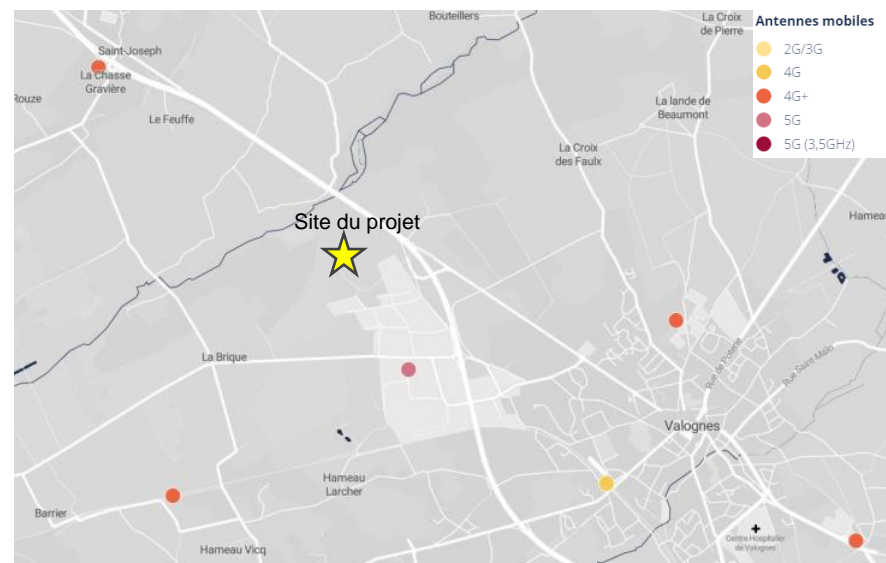 Bouteillers
La Croix
de Pierre
Antennes mobiles
2G/3G
4G
4G+
5G
5G (3,5GHz)
Saint-Joseph
La Chasse
Gravière
Rouze
Le Feuffe
La lande de
Beaumont
La Croix
des Faulx
Site du projet
Hameau
La Brique
Rue de Poterie
Rue Saint-Malo
Valognes
Hameau
Larcher
Barrier
Hameau Vicq
Centre Hospitalier
de Valognes